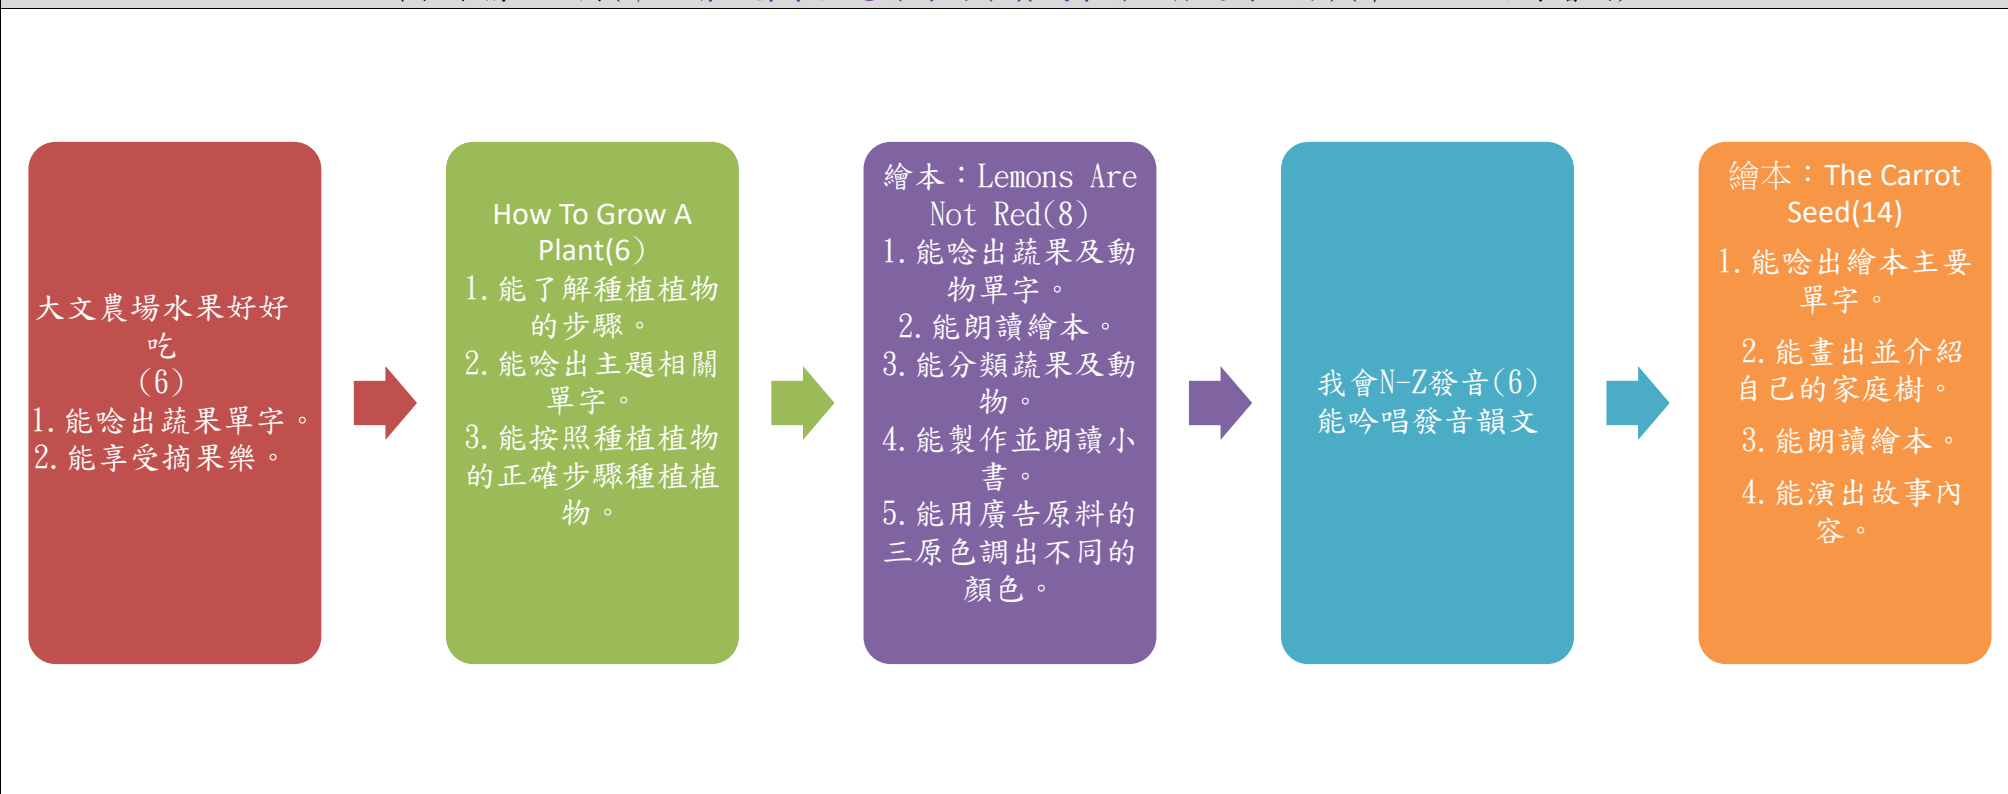 大文農場水果好好
吃
(6)
1.能唸出蔬果單字。
2.能享受摘果樂。
How To Grow A
Plant(6)
1.能了解種植植物
的步驟。
2.能唸出主題相關
單字。
3.能按照種植植物
的正確步驟種植植
物。
繪本：Lemons Are
Not Red(8)
1.能唸出蔬果及動
物單字。
2.能朗讀繪本。
3.能分類蔬果及動
物。
4.能製作並朗讀小
書。
5.能用廣告原料的
三原色調出不同的
顏色。
我會N-Z發音(6)
能吟唱發音韻文
繪本：The Carrot
Seed(14)
1.能唸出繪本主要
單字。
2.能畫出並介紹
自己的家庭樹。
3.能朗讀繪本。
4.能演出故事內
容。